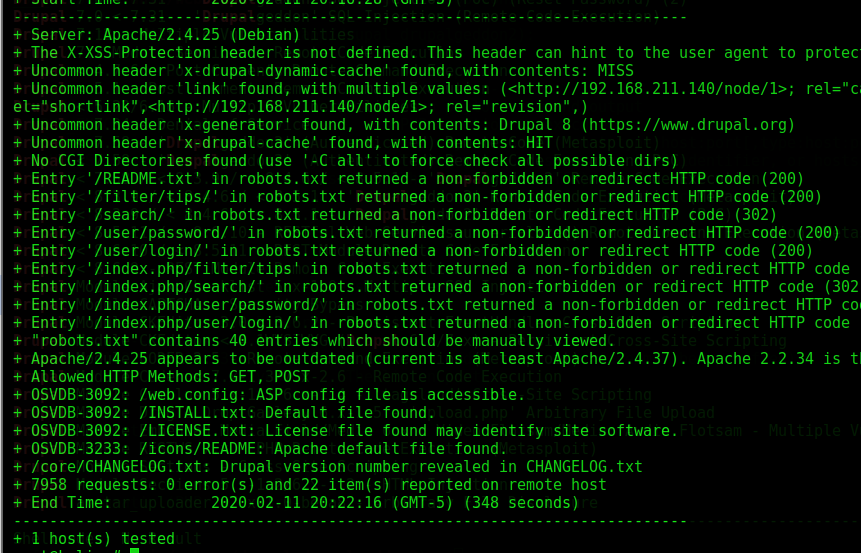 + Start Time: 2020-02-11 20:16:28 (GMT-5)
---------------------------------------------------------------------------
+ Server: Apache/2.4.25 (Debian)
+ The X-XSS-Protection header is not defined. This header can hint to the user agent to protec
+ Uncommon header 'x-drupal-dynamic-cache' found, with contents: MISS
+ Uncommon header 'link' found, with multiple values: (<http://192.168.211.140/node/1>; rel="ca
el="shortlink",<http://192.168.211.140/node/1>; rel="revision",)
+ Uncommon header 'x-generator' found, with contents: Drupal 8 (https://www.drupal.org)
+ Uncommon header 'x-drupal-cache' found, with contents: HIT
+ No CGI Directories found (use '-C all' to force check all possible dirs)
+ Entry '/README.txt' in robots.txt returned a non-forbidden or redirect HTTP code (200)
+ Entry '/filter/tips/' in robots.txt returned a non-forbidden or redirect HTTP code (200)
+ Entry '/search/' in robots.txt returned a non-forbidden or redirect HTTP code (302)
+ Entry '/user/password/' in robots.txt returned a non-forbidden or redirect HTTP code (200)
+ Entry '/user/login/' in robots.txt returned a non-forbidden or redirect HTTP code (200)
+ Entry '/index.php/filter/tips' in robots.txt returned a non-forbidden or redirect HTTP code
+ Entry '/index.php/search/' in robots.txt returned a non-forbidden or redirect HTTP code (302
+ Entry '/index.php/user/password/' in robots.txt returned a non-forbidden or redirect HTTP co
+ Entry '/index.php/user/login/' in robots.txt returned a non-forbidden or redirect HTTP code
+ "robots.txt" contains 40 entries which should be manually viewed.
+ Apache/2.4.25 appears to be outdated (current is at least Apache/2.4.37). Apache 2.2.34 is th
+ Allowed HTTP Methods: GET, POST
+ OSVDB-3092: /web.config: ASP config file is accessible.
+ OSVDB-3092: /INSTALL.txt: Default file found.
+ OSVDB-3092: /LICENSE.txt: License file found may identify site software.
+ OSVDB-3233: /icons/README: Apache default file found.
+ /core/CHANGELOG.txt: Drupal version number revealed in CHANGELOG.txt
+ 7958 requests: 0 error(s) and 22 item(s) reported on remote host
+ End Time: 2020-02-11 20:22:16 (GMT-5) (348 seconds)
---------------------------------------------------------------------------
+ 1 host(s) tested